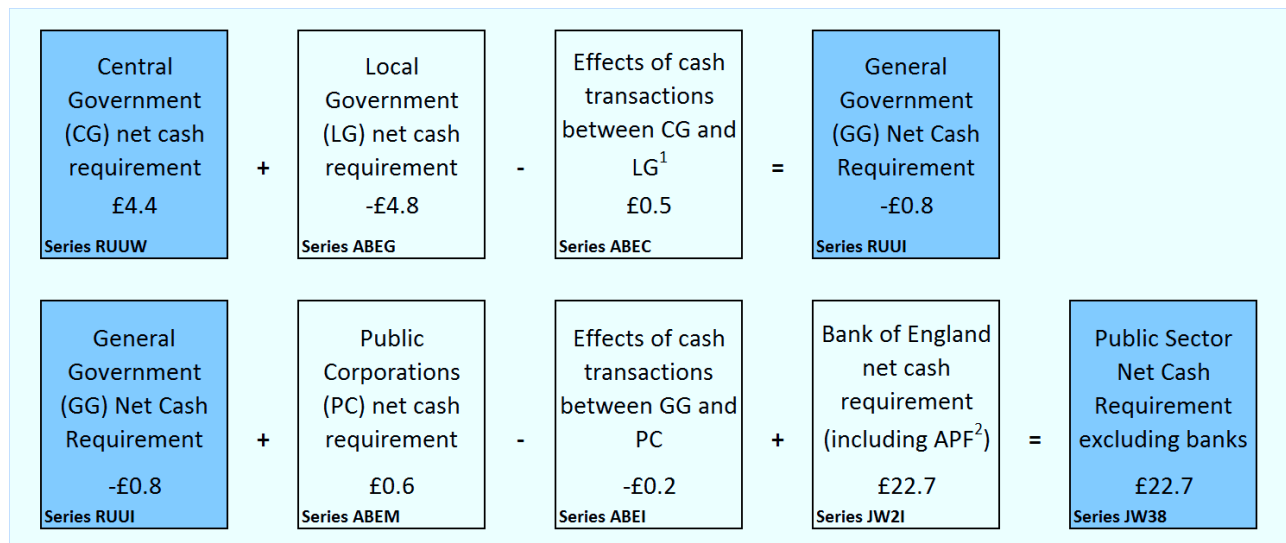 Central
Government
(CG) net cash
requirement
£4.4
Series RUUW
+
Local
Government
(LG) net cash
requirement
-£4.8
Series ABEG
-
Effects of cash
transactions
between CG and
LG1
£0.5
Series ABEC
=
General
Government
(GG) Net Cash
Requirement
-£0.8
Series RUUI
General
Government
(GG) Net Cash
Requirement
-£0.8
Series RUUI
+
Public
Corporations
(PC) net cash
requirement
£0.6
Series ABEM
-
Effects of cash
transactions
between GG and
PC
-£0.2
Series ABEI
+
Bank of England
net cash
requirement
(including APF2)
£22.7
Series JW2I
=
Public Sector
Net Cash
Requirement
excluding banks
£22.7
Series JW38